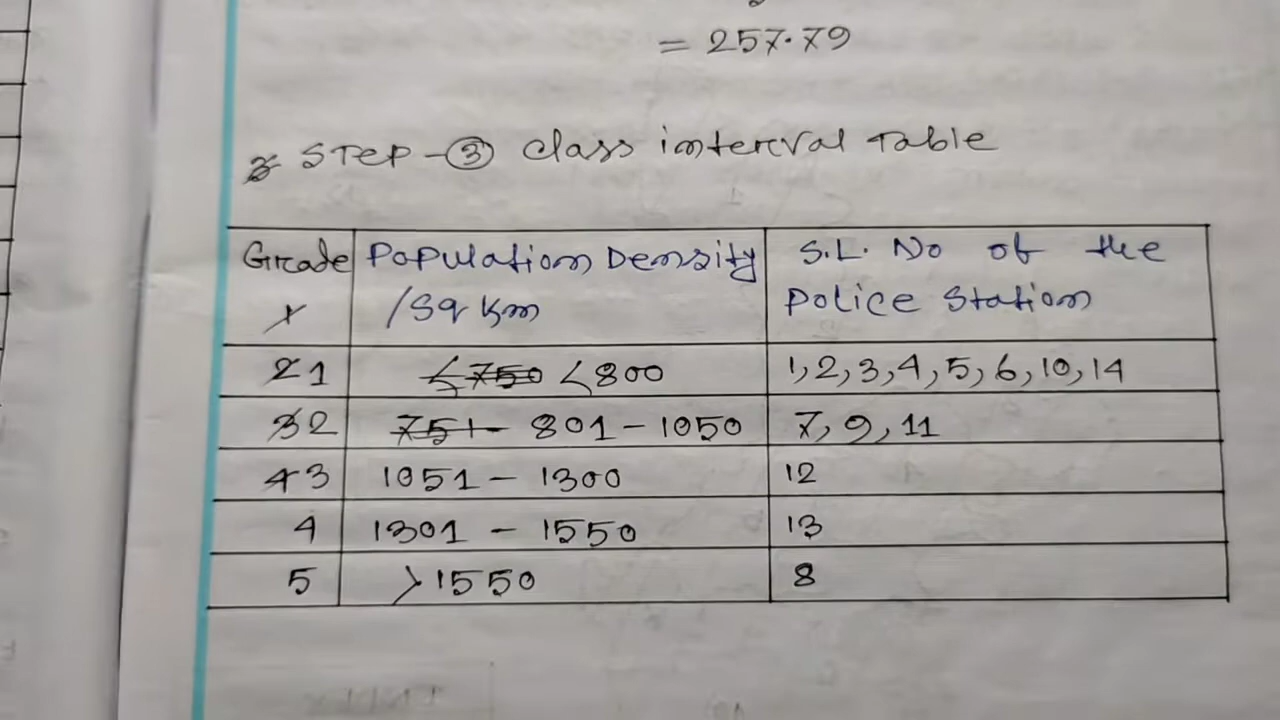 = 257.79
STEP - ③ class interval Table
Grade Population Density /Sq Km S.L. No of the Police Station
1 <750 <800 1, 2, 3, 4, 5, 6, 10, 14
2 751- 801 - 1050 7, 9, 11
3 1051 - 1300 12
4 1301 - 1550 13
5 >1550 8